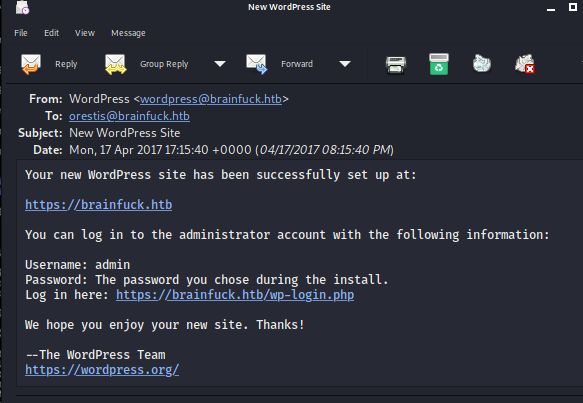 New WordPress Site
File Edit View Message
Reply Group Reply Forward
From: WordPress <wordpress@brainfuck.htb>
To: orestis@brainfuck.htb
Subject: New WordPress Site
Date: Mon, 17 Apr 2017 17:15:40 +0000 (04/17/2017 08:15:40 PM)
Your new WordPress site has been successfully set up at:
https://brainfuck.htb
You can log in to the administrator account with the following information:
Username: admin
Password: The password you chose during the install.
Log in here: https://brainfuck.htb/wp-login.php
We hope you enjoy your new site. Thanks!
--The WordPress Team
https://wordpress.org/